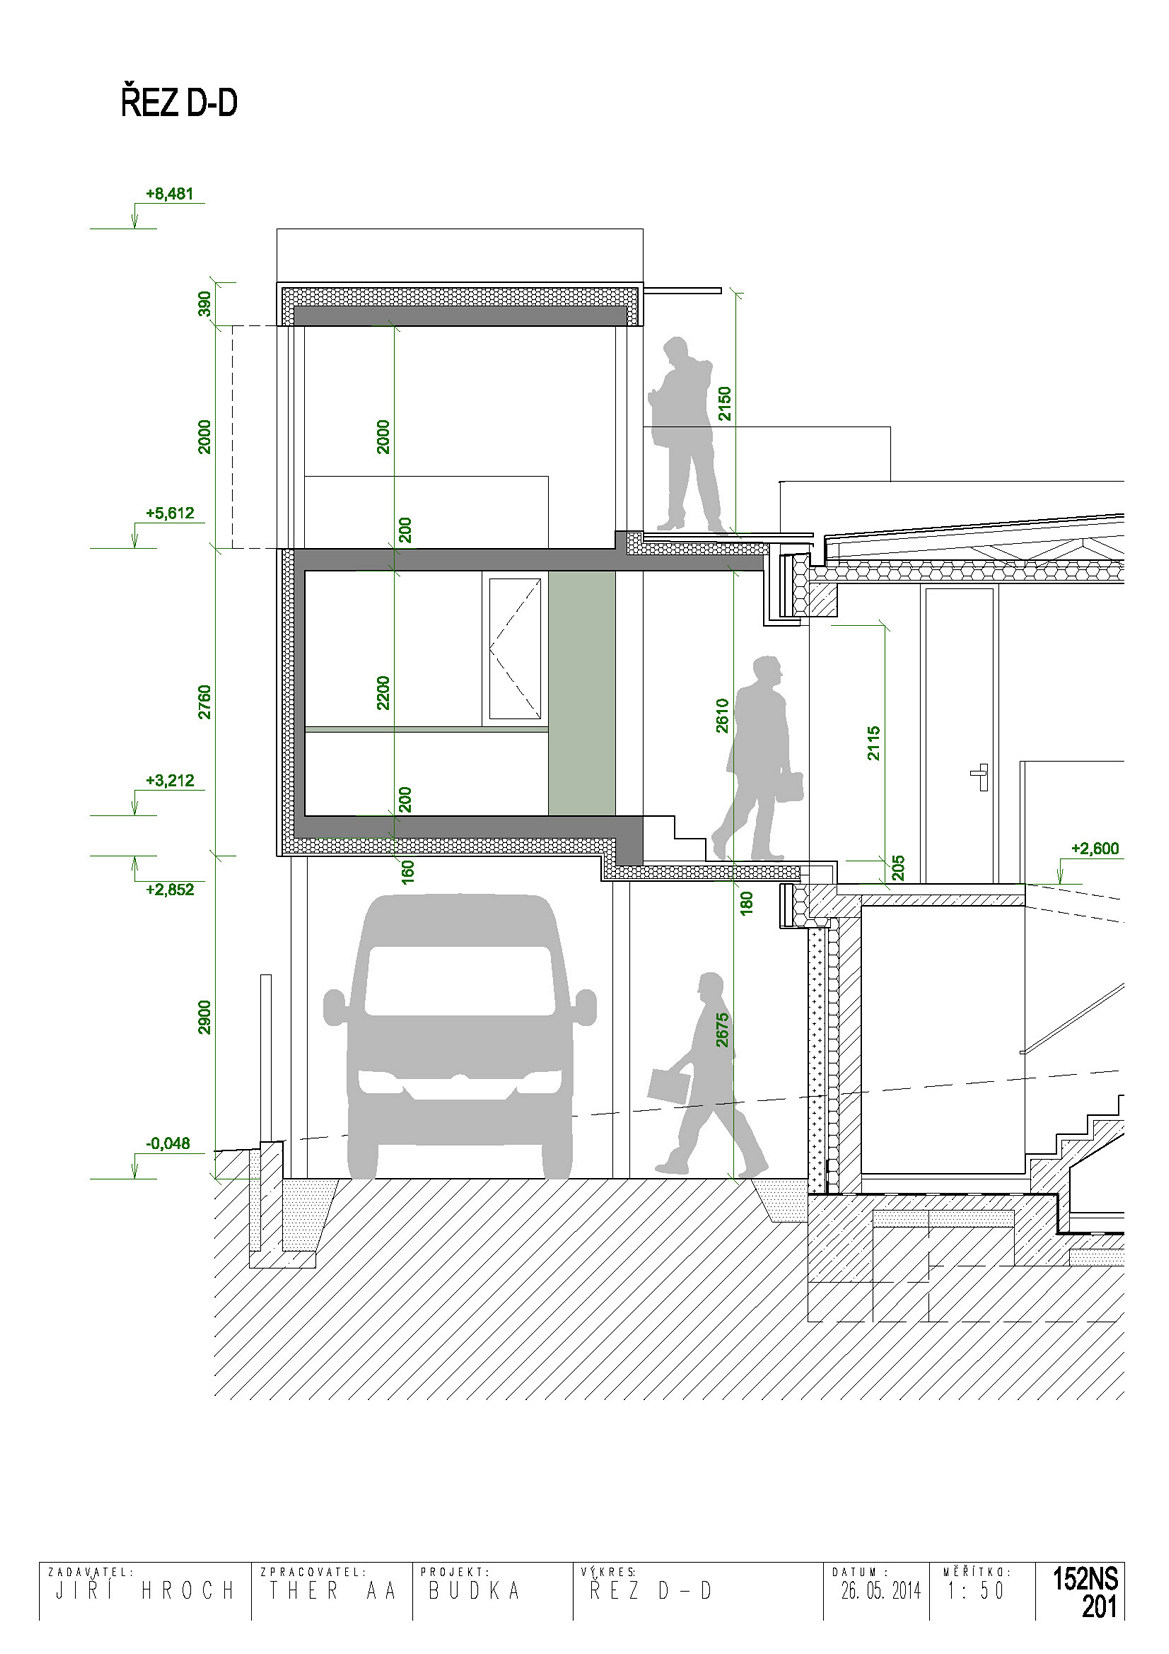 ŘEZ D-D
+8,481
390
2000
2000
2150
+5,612
200
2760
2200
2610
2115
+3,212
200
+2,600
+2,852
160
180
205
2900
2675
-0,048
ZADAVATEL:
JIŘÍ HROCH
ZPRACOVATEL:
THER AA
PROJEKT:
BUDKA
VÝKRES:
ŘEZ D-D
DATUM :
26.05.2014
MĚŘÍTKO:
1:50
152NS
201